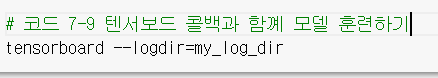 # 코드 7-9 텐서보드 콜백과 함께 모델 훈련하기
tensorboard --logdir=my_log_dir